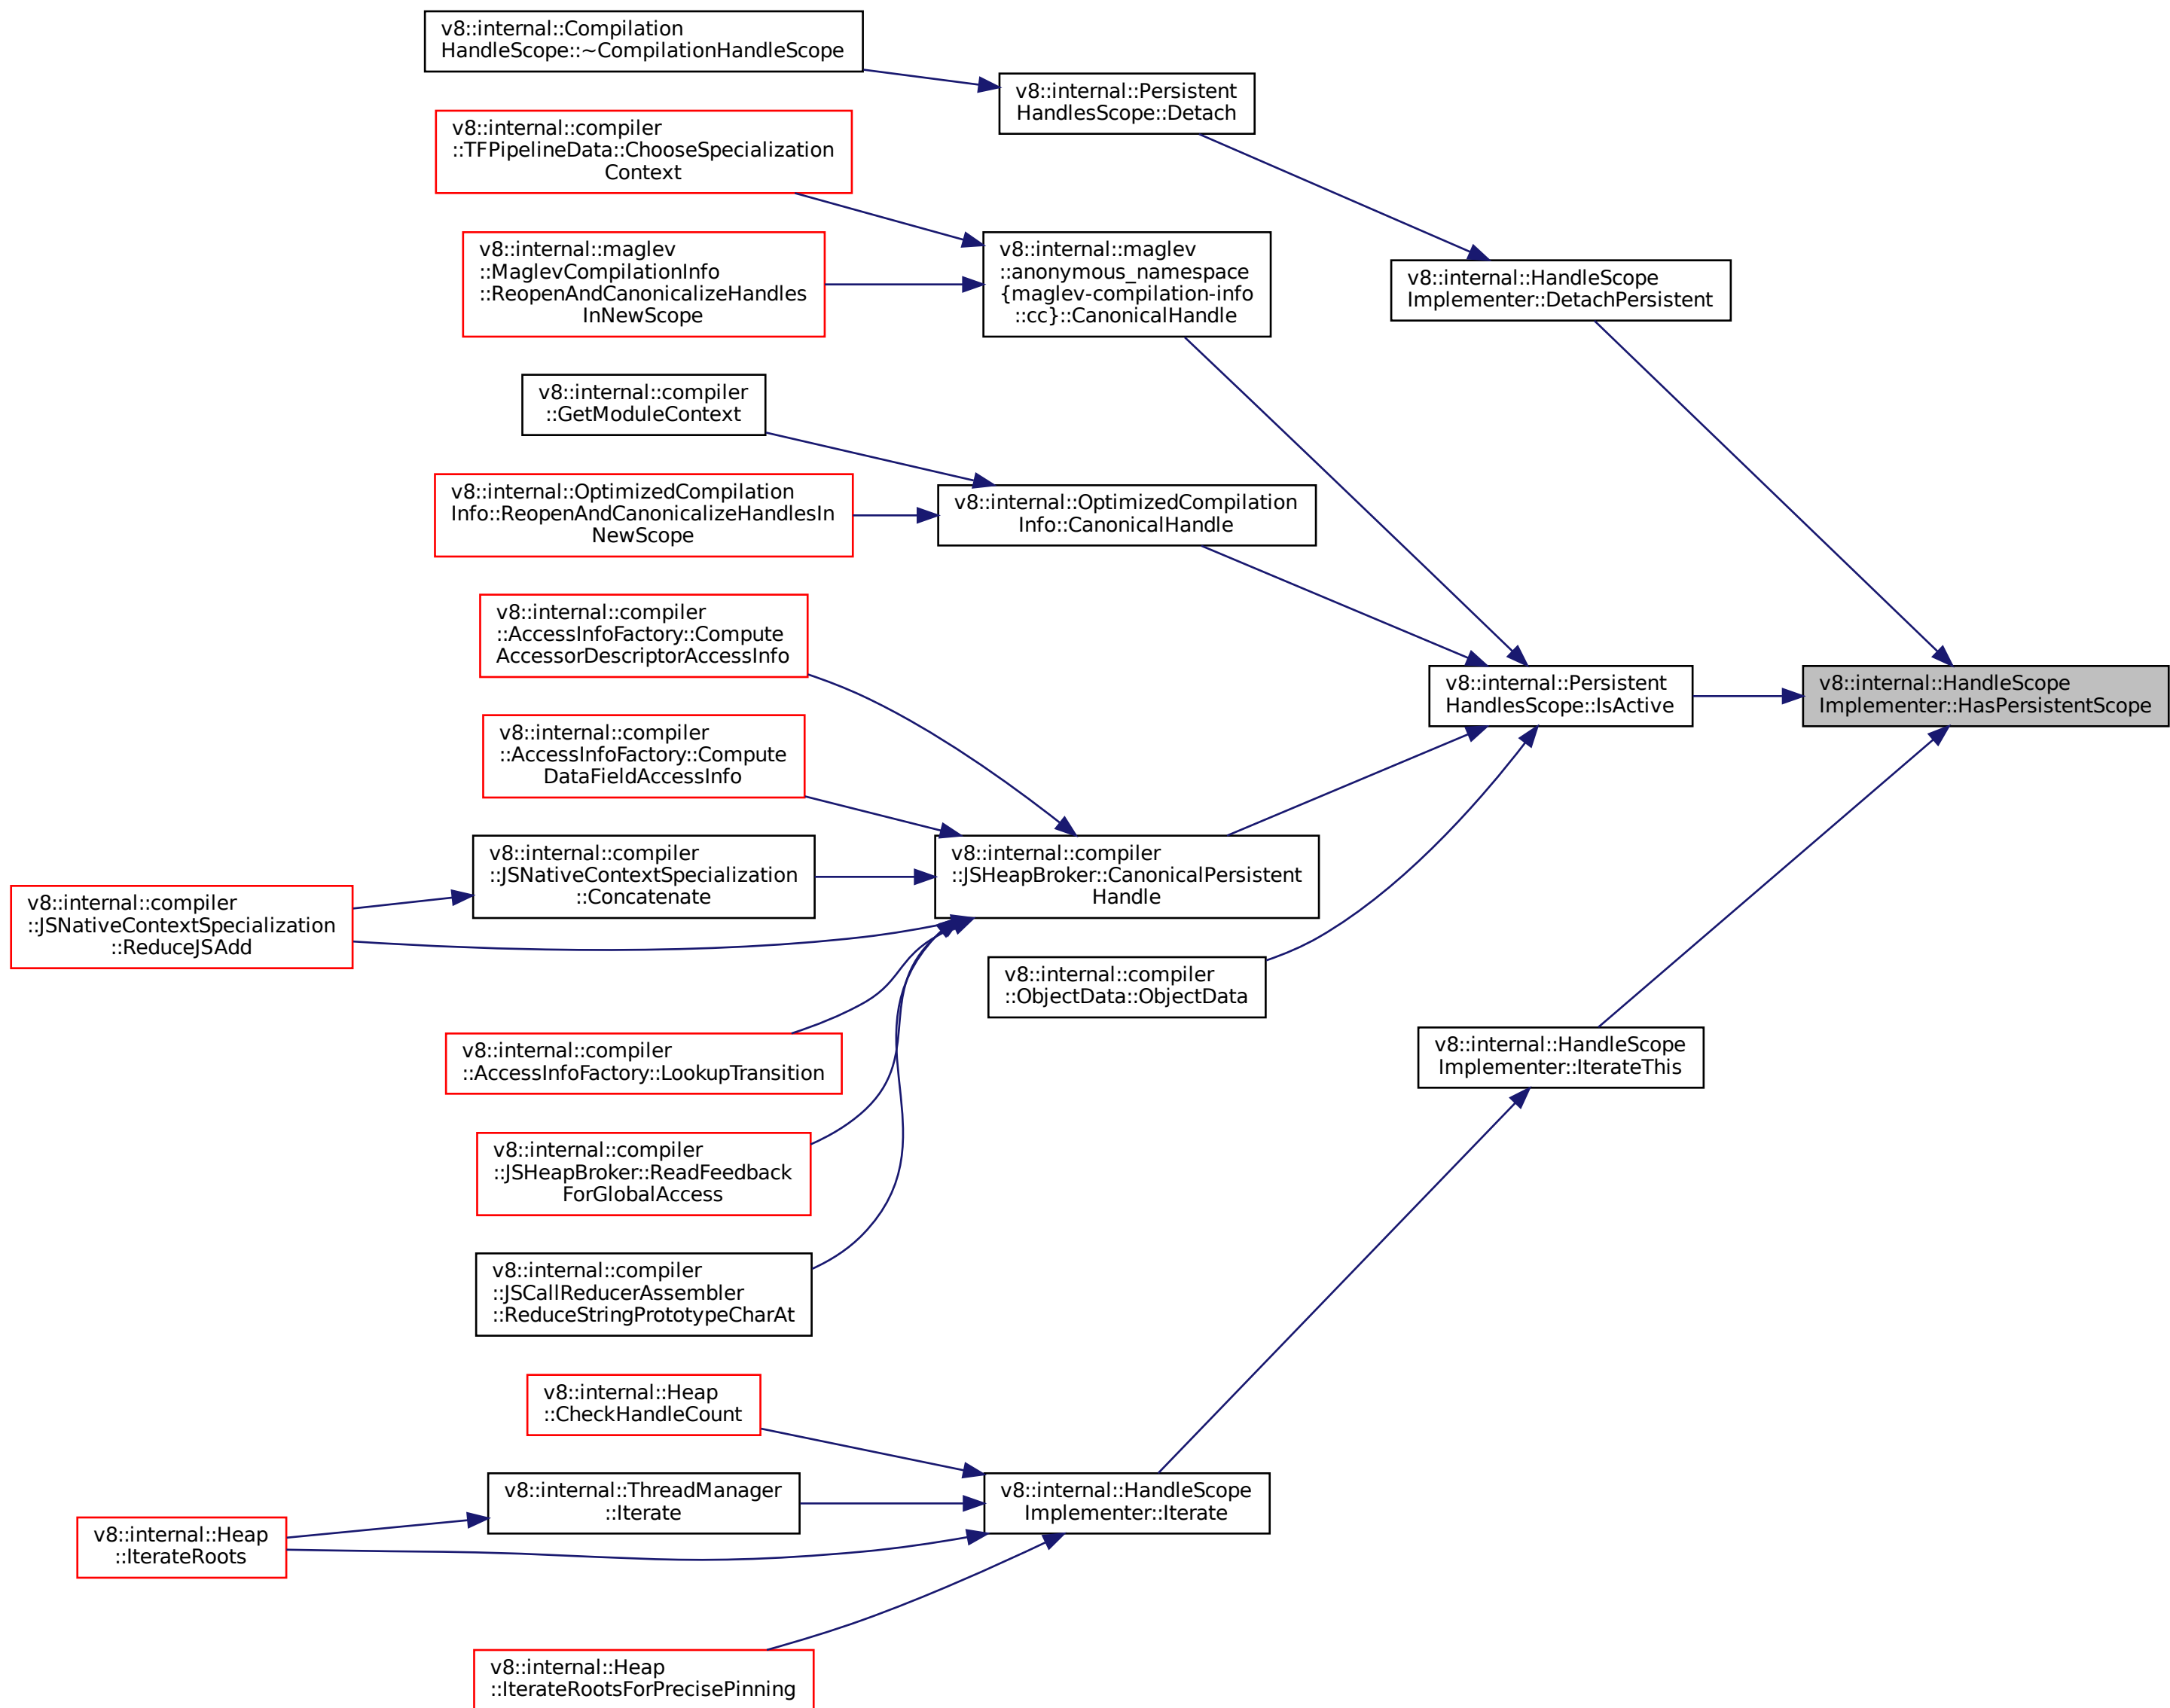 v8::internal::Compilation
HandleScope::~CompilationHandleScope
v8::internal::Persistent
HandlesScope::Detach
v8::internal::compiler
::TFPipelineData::ChooseSpecialization
Context
v8::internal::maglev
::MaglevCompilationInfo
::ReopenAndCanonicalizeHandles
InNewScope
v8::internal::maglev
::anonymous_namespace
{maglev-compilation-info
::cc}::CanonicalHandle
v8::internal::HandleScope
Implementer::DetachPersistent
v8::internal::compiler
::GetModuleContext
v8::internal::OptimizedCompilation
Info::ReopenAndCanonicalizeHandlesIn
NewScope
v8::internal::OptimizedCompilation
Info::CanonicalHandle
v8::internal::compiler
::AccessInfoFactory::Compute
AccessorDescriptorAccessInfo
v8::internal::Persistent
HandlesScope::IsActive
v8::internal::HandleScope
Implementer::HasPersistentScope
v8::internal::compiler
::AccessInfoFactory::Compute
DataFieldAccessInfo
v8::internal::compiler
::JSNativeContextSpecialization
::Concatenate
v8::internal::compiler
::JSHeapBroker::CanonicalPersistent
Handle
v8::internal::compiler
::JSNativeContextSpecialization
::ReduceJSAdd
v8::internal::compiler
::ObjectData::ObjectData
v8::internal::compiler
::AccessInfoFactory::LookupTransition
v8::internal::HandleScope
Implementer::IterateThis
v8::internal::compiler
::JSHeapBroker::ReadFeedback
ForGlobalAccess
v8::internal::compiler
::JSCallReducerAssembler
::ReduceStringPrototypeCharAt
v8::internal::Heap
::CheckHandleCount
v8::internal::ThreadManager
::Iterate
v8::internal::HandleScope
Implementer::Iterate
v8::internal::Heap
::IterateRoots
v8::internal::Heap
::IterateRootsForPrecisePinning